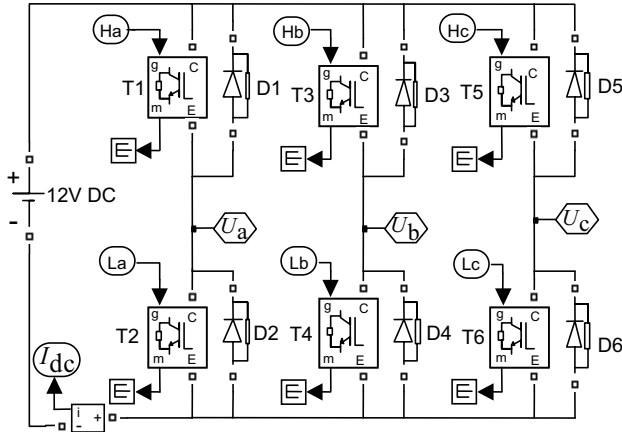 Ha
Hb
Hc
g
C
T1
m
E
D1
g
C
T3
m
E
D3
g
C
T5
m
E
D5
+
12V DC
-
Ua
Ub
Uc
La
Lb
Lc
g
C
T2
m
E
D2
g
C
T4
m
E
D4
g
C
T6
m
E
D6
Idc
i
-
+